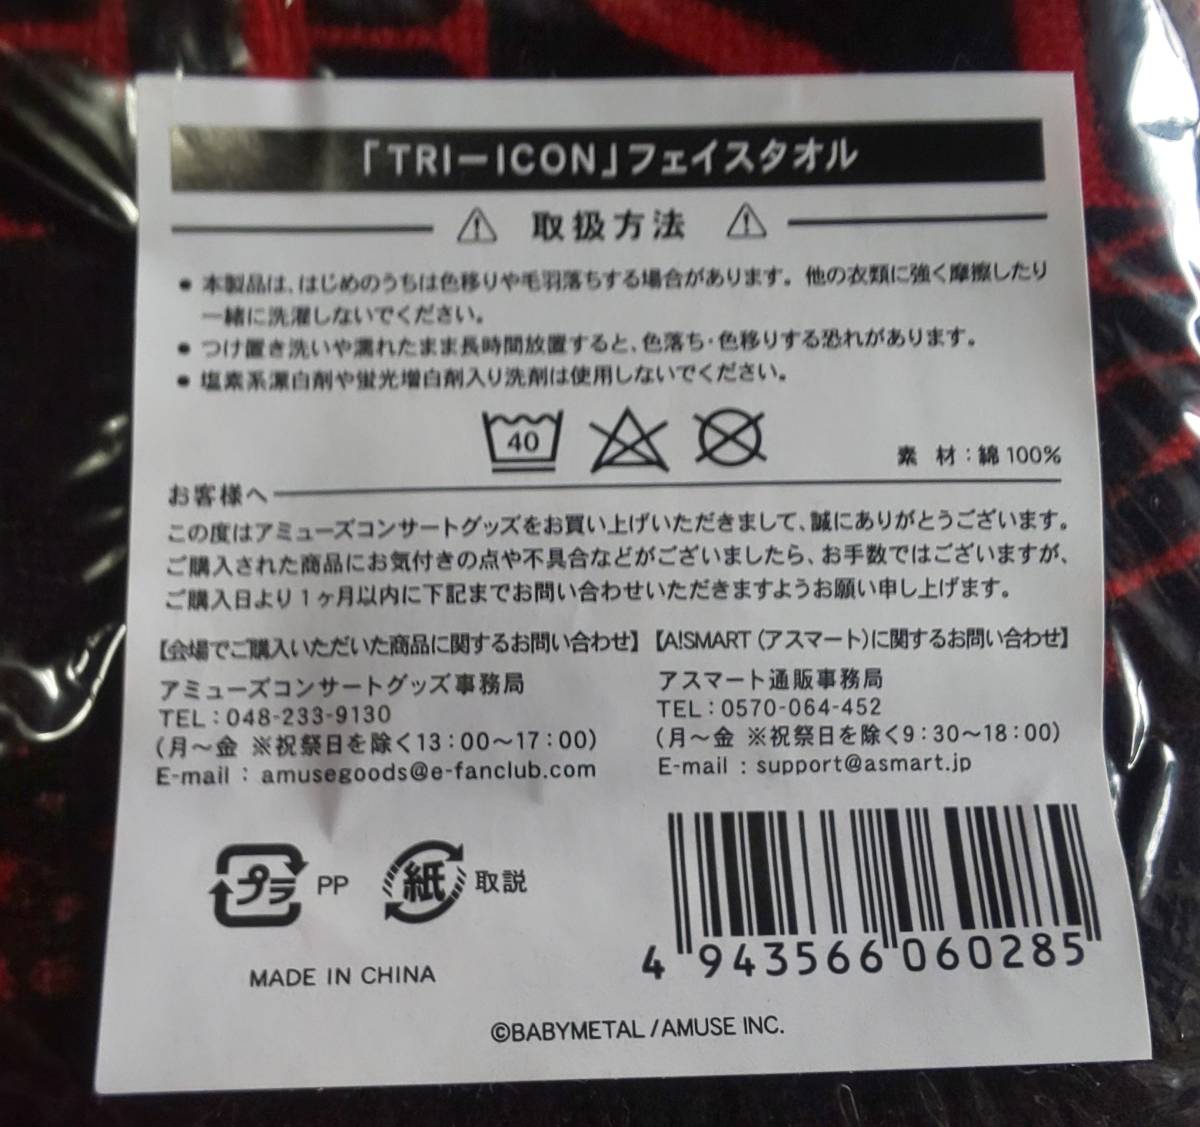 「TRI－ICON」フェイスタオル
⚠ 取扱方法 ⚠
● 本製品は、はじめのうちは色移りや毛羽落ちする場合があります。他の衣類に強く摩擦したり
一緒に洗濯しないでください。
● つけ置き洗いや濡れたまま長時間放置すると、色落ち・色移りする恐れがあります。
● 塩素系漂白剤や蛍光増白剤入り洗剤は使用しないでください。
40
素 材：綿100%
お客様へ
この度はアミューズコンサートグッズをお買い上げいただきまして、誠にありがとうございます。
ご購入された商品にお気付きの点や不具合などがございましたら、お手数ではございますが、
ご購入日より1ヶ月以内に下記までお問い合わせいただきますようお願い申し上げます。
【会場でご購入いただいた商品に関するお問い合わせ】
アミューズコンサートグッズ事務局
TEL：048-233-9130
(月～金 ※祝祭日を除く13：00～17：00)
E-mail：amusegoods@e-fanclub.com
【A!SMART（アスマート）に関するお問い合わせ】
アスマート通販事務局
TEL：0570-064-452
(月～金 ※祝祭日を除く9：30～18：00)
E-mail：support@asmart.jp
プラ PP
紙 取説
MADE IN CHINA
4 943566 060285
©BABYMETAL/AMUSE INC.